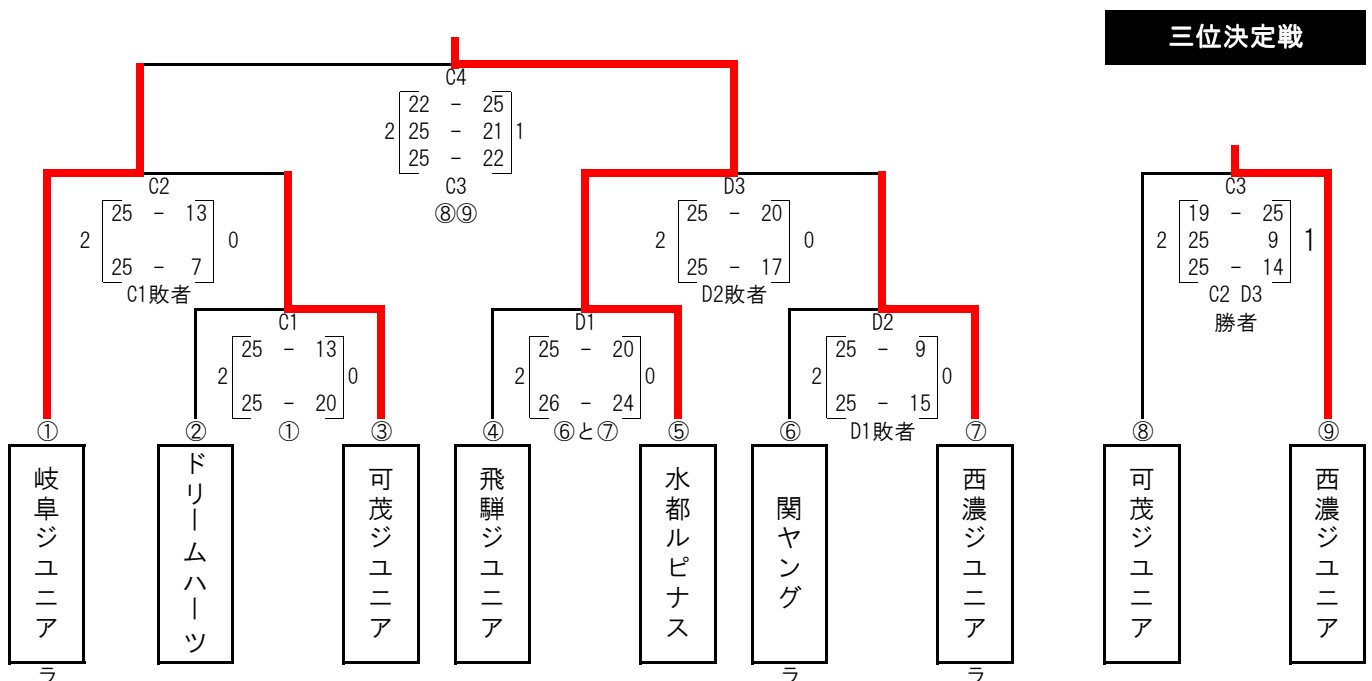 三位決定戦
C4
22 - 25
2 25 - 21 1
25 - 22
C3
⑧⑨
C2
25 - 13
2 0
25 - 7
C1敗者
D3
25 - 20
2 0
25 - 17
D2敗者
C3
19 - 25
2 25 9 1
25 - 14
C2 D3
勝者
C1
25 - 13
2 0
25 - 20
①
D1
25 - 20
2 0
26 - 24
⑥と⑦
D2
25 - 9
2 0
25 - 15
D1敗者
①
②
③
④
⑤
⑥
⑦
⑧
⑨
岐阜ジユニア
ドリームハーツ
可茂ジユニア
飛騨ジユニア
水都ルピナス
関ヤング
西濃ジユニア
可茂ジユニア
西濃ジユニア